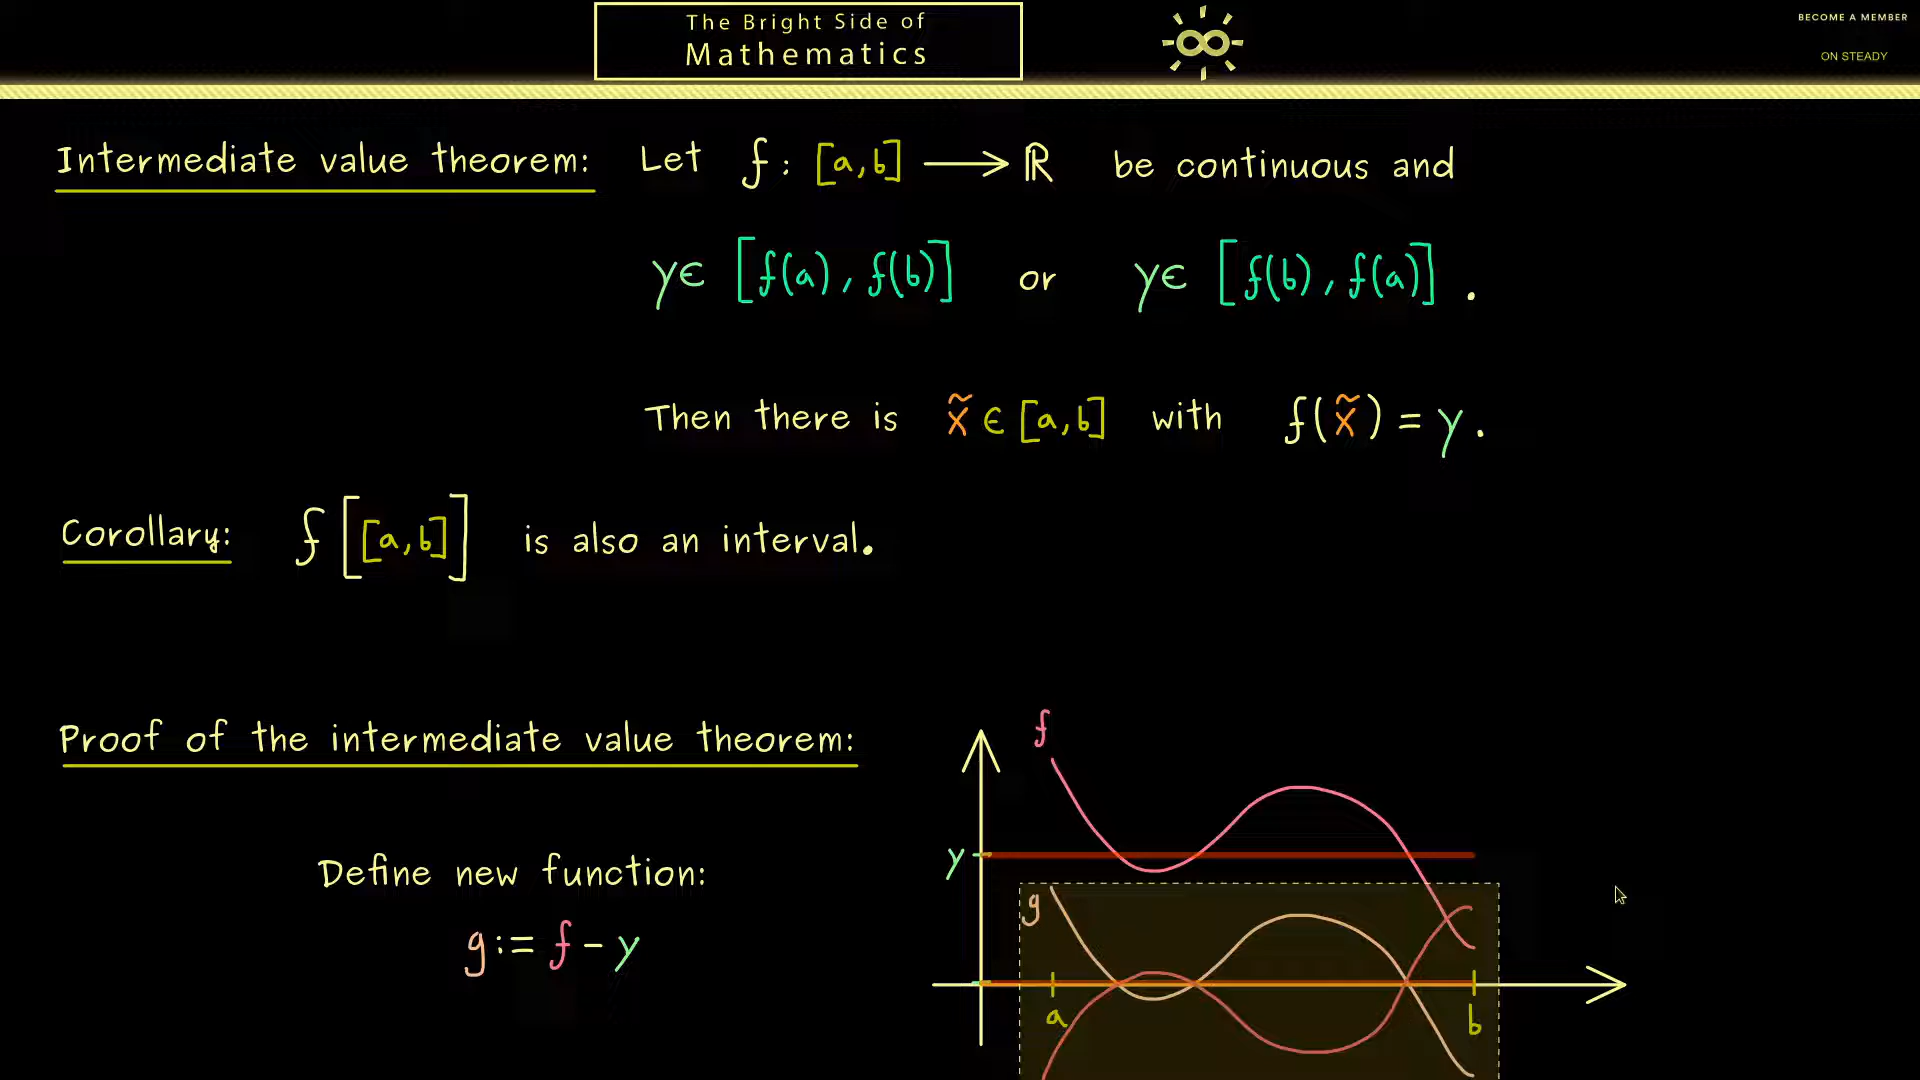 The Bright Side of
Mathematics
BECOME A MEMBER
ON STEADY
Intermediate value theorem: Let f: [a,b] ⟶ ℝ be continuous and
y∈ [f(a), f(b)] or y∈ [f(b), f(a)].
Then there is x̃ ∈ [a,b] with f(x̃) = y.
Corollary: f[[a,b]] is also an interval.
Proof of the intermediate value theorem:
f
Define new function:
y
g := f - y
g
a
b